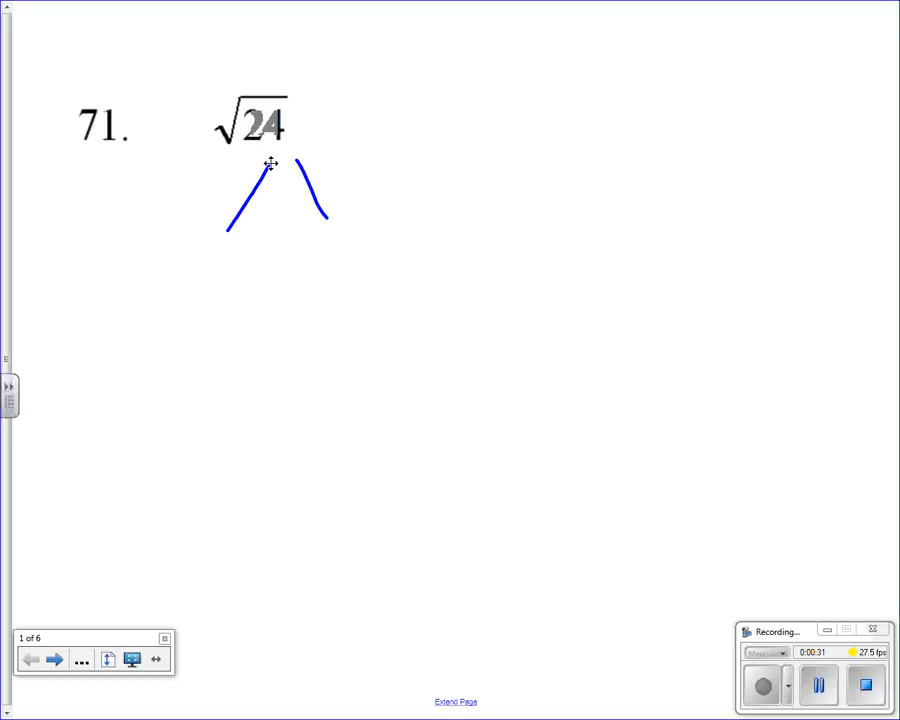 71. √24
1 of 6
...
Recording...
0:00:31 27.5 fps
Extend Page